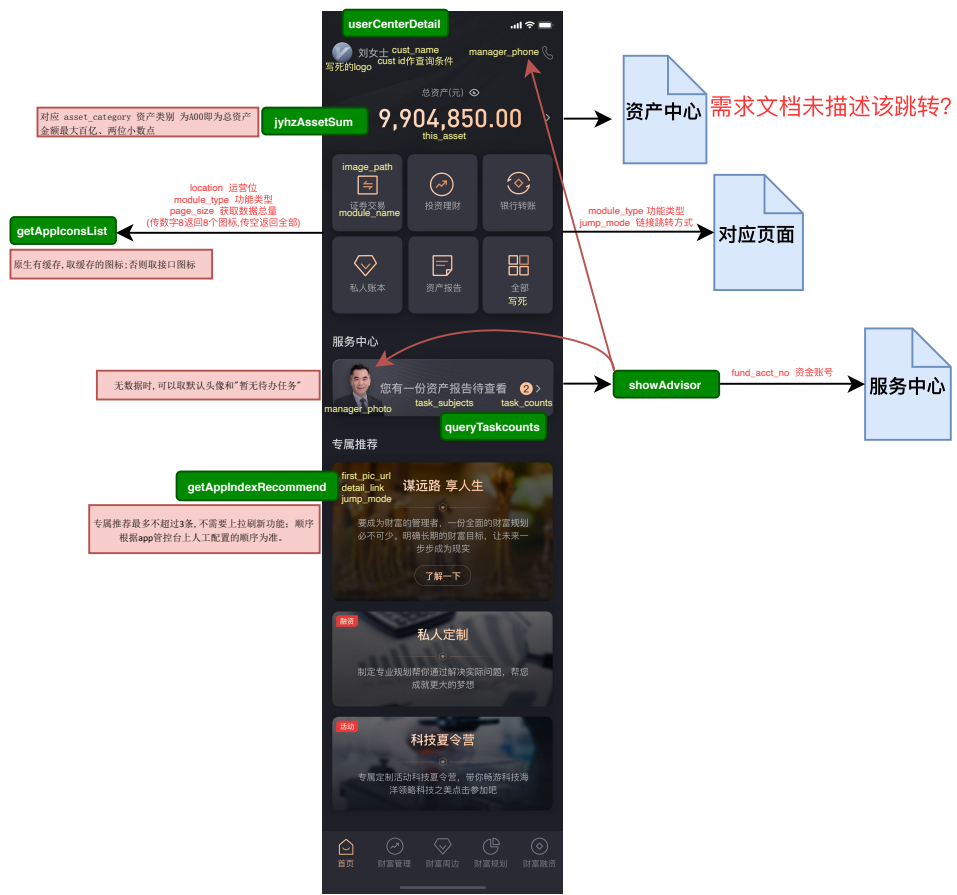 userCenterDetail
刘女士
cust_name
cust id作查询条件
写死的logo
manager_phone
总资产(元)
9,904,850.00
this_asset
jyhzAssetSum
对应 asset_category 资产类别 为A00即为总资产
金额最大百亿、两位小数点
资产中心
需求文档未描述该跳转?
location 运营位
module_type 功能类型
page_size 获取数据总量
(传数字8返回8个图标,传空返回全部)
getAppIconsList
原生有缓存,取缓存的图标;否则取接口图标
image_path
证券交易
module_name
投资理财
银行转账
私人账本
资产报告
全部
写死
module_type 功能类型
jump_mode 链接跳转方式
对应页面
服务中心
无数据时,可以取默认头像和"暂无待办任务"
您有一份资产报告待查看
2
manager_photo
task_subjects
task_counts
queryTaskcounts
showAdvisor
fund_acct_no 资金账号
服务中心
专属推荐
getAppIndexRecommend
first_pic_url
detail_link
jump_mode
专属推荐最多不超过3条,不需要上拉刷新功能; 顺序
根据app管控台上人工配置的顺序为准。
谋远路 享人生
要成为财富的管理者，一份全面的财富规划
必不可少。明确长期的财富目标，让未来一
步步成为现实
了解一下
融资
私人定制
制定专业规划帮你通过解决实际问题，帮您
成就更大的梦想
活动
科技夏令营
专属定制活动科技夏令营，带你畅游科技海
洋领略科技之美点击参加吧
首页
财富管理
财富周边
财富规划
财富融资